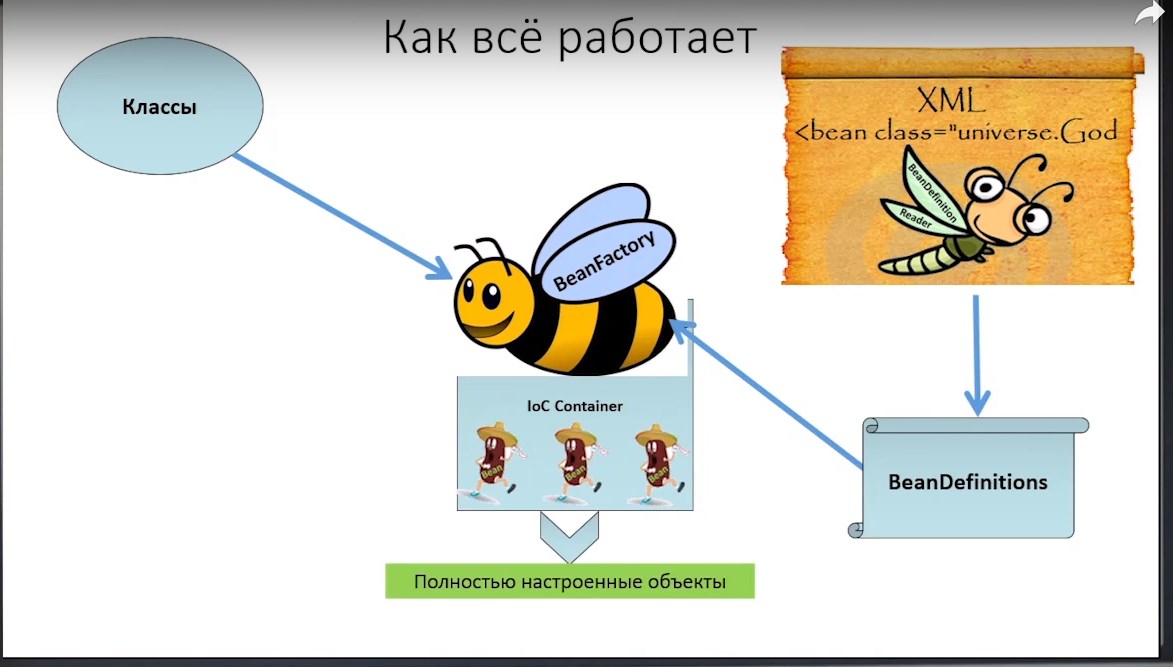 Как всё работает
Классы
XML
<bean class="universe.God
BeanDefinition
Reader
BeanFactory
IoC Container
Bean
Bean
Bean
BeanDefinitions
Полностью настроенные объекты